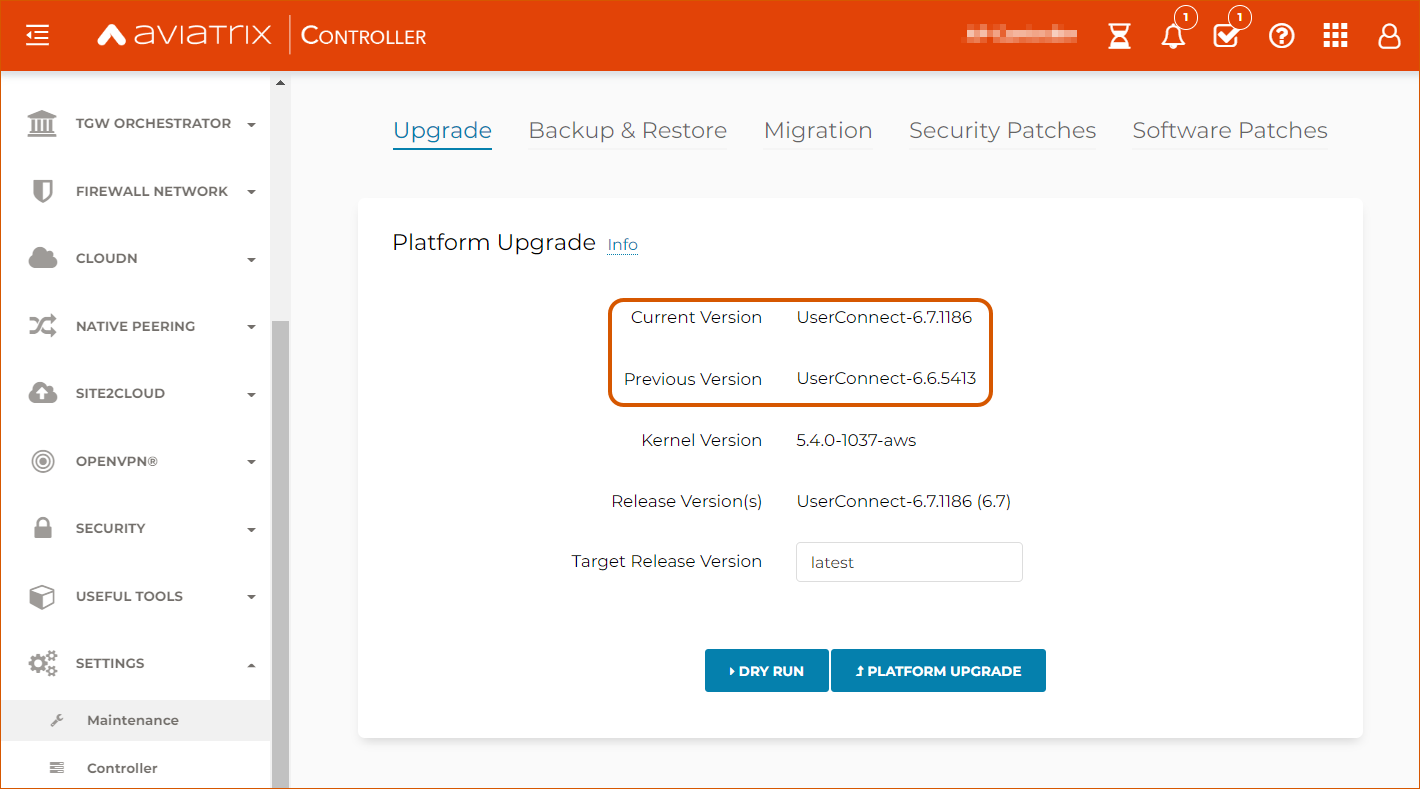 aviatrix CONTROLLER
1
1
TGW ORCHESTRATOR
FIREWALL NETWORK
CLOUDN
NATIVE PEERING
SITE2CLOUD
OPENVPN®
SECURITY
USEFUL TOOLS
SETTINGS
Maintenance
Controller
Upgrade Backup & Restore Migration Security Patches Software Patches
Platform Upgrade Info
Current Version UserConnect-6.7.1186
Previous Version UserConnect-6.6.5413
Kernel Version 5.4.0-1037-aws
Release Version(s) UserConnect-6.7.1186 (6.7)
Target Release Version latest
DRY RUN PLATFORM UPGRADE